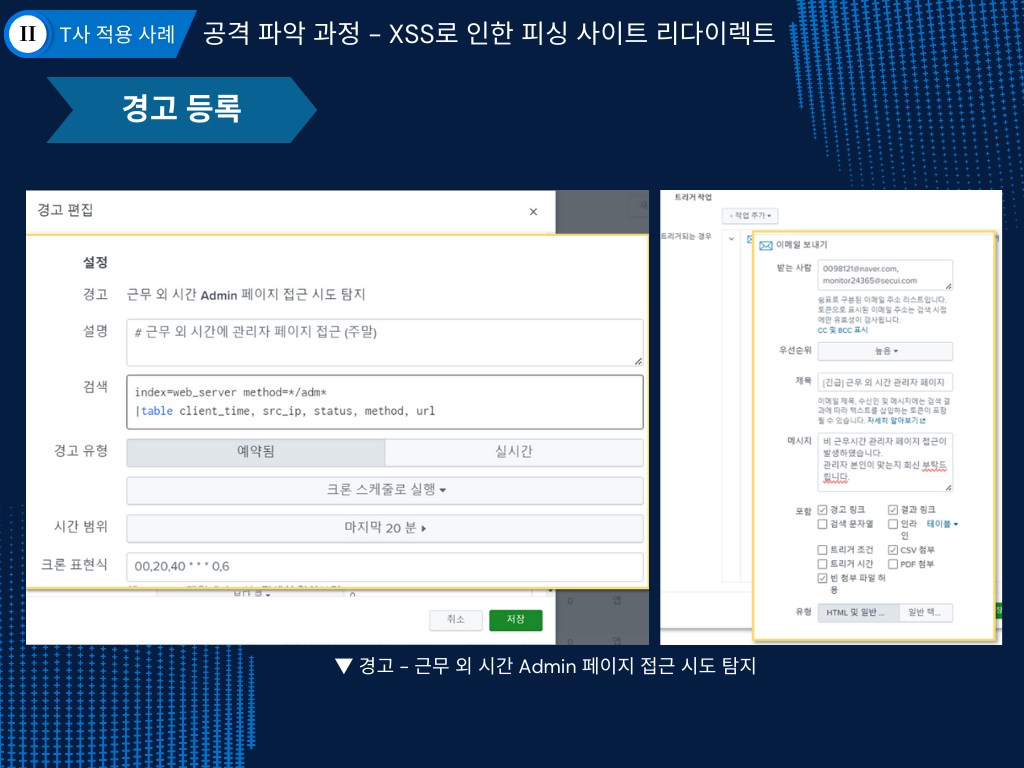 II
T사 적용 사례
공격 파악 과정 – XSS로 인한 피싱 사이트 리다이렉트
경고 등록
경고 편집
×
설정
경고 근무 외 시간 Admin 페이지 접근 시도 탐지
설명 # 근무 외 시간에 관리자 페이지 접근 (주말)
검색 index=web_server method=*/adm*
|table client_time, src_ip, status, method, url
경고 유형 예약됨 실시간
크론 스케줄로 실행
시간 범위 마지막 20 분
크론 표현식 00,20,40 * * * 0,6
취소 저장
트리거 작업
+ 작업 추가
트리거되는 경우
이메일 보내기
받는 사람 0098121@naver.com,
monitor24365@secui.com
쉼표로 구분된 이메일 주소 리스트입니다.
토큰으로 표시된 이메일 주소는 검색 시점
에만 유효성이 검사됩니다.
CC 및 BCC 표시
우선순위 높음
제목 [긴급] 근무 외 시간 관리자 페이지
이메일 제목, 수신인 및 메시지에는 검색 결
과에 따라 텍스트를 삽입하는 토큰이 포함
될 수 있습니다. 자세히 알아보기
메시지 비 근무시간 관리자 페이지 접근이
발생하였습니다.
관리자 본인이 맞는지 회신 부탁드
립니다.
포함 경고 링크 결과 링크
검색 문자열 인라인 테이블
트리거 조건 CSV 첨부
트리거 시간 PDF 첨부
빈 첨부 파일 허
용
유형 HTML 및 일반 ... 일반 텍...
▼ 경고 – 근무 외 시간 Admin 페이지 접근 시도 탐지